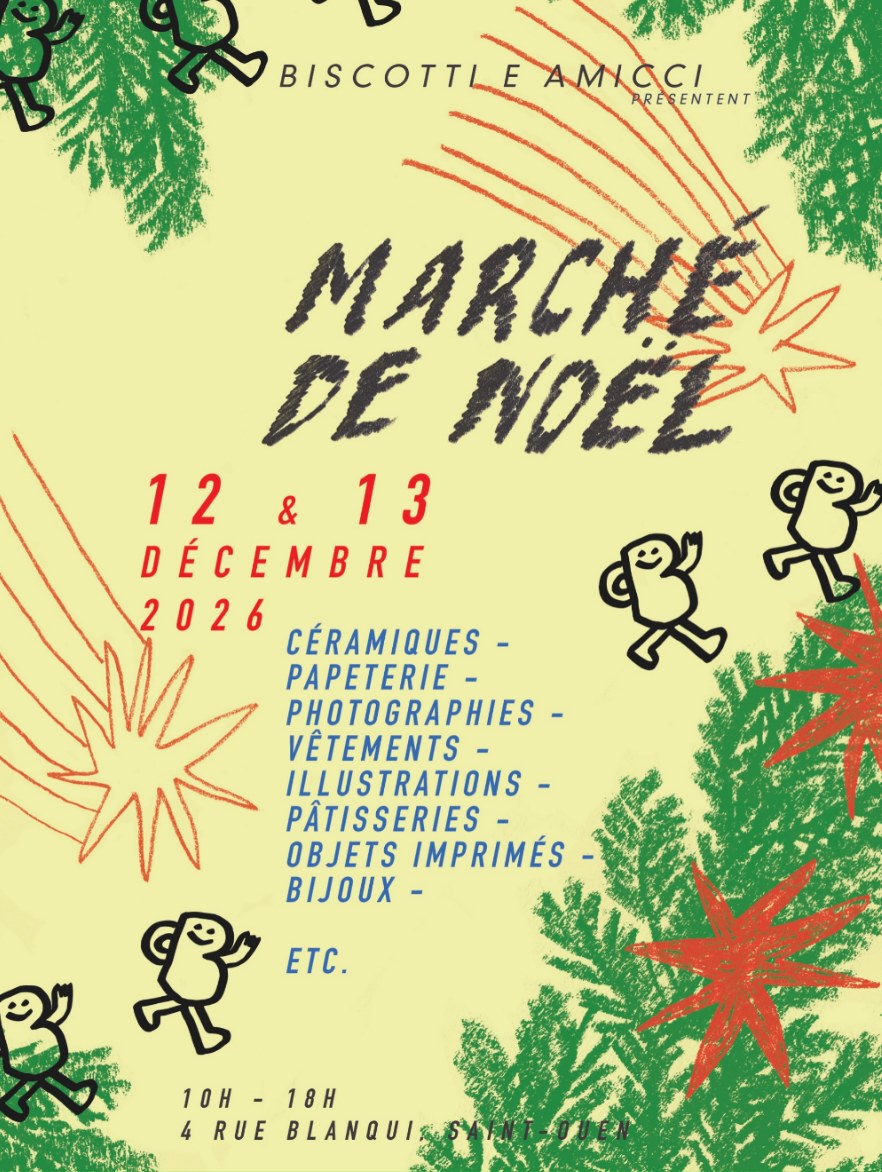 BISCOTTI E AMICCI
PRÉSENTENT
MARCHÉ
DE NOËL
12 & 13
DÉCEMBRE
2026
CÉRAMIQUES -
PAPETERIE -
PHOTOGRAPHIES -
VÊTEMENTS -
ILLUSTRATIONS -
PÂTISSERIES -
OBJETS IMPRIMÉS -
BIJOUX -
ETC.
10H - 18H
4 RUE BLANQUI, SAINT-OUEN